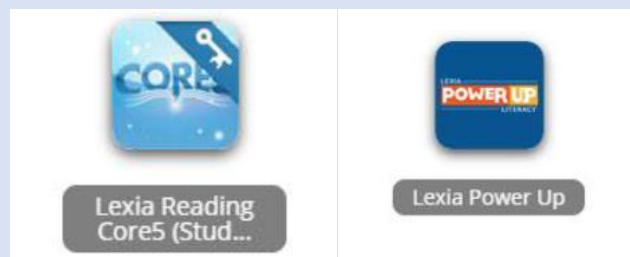 CORE
Lexia Reading
Core5 (Stud...
LEXIA
POWER UP
LITERACY
Lexia Power Up